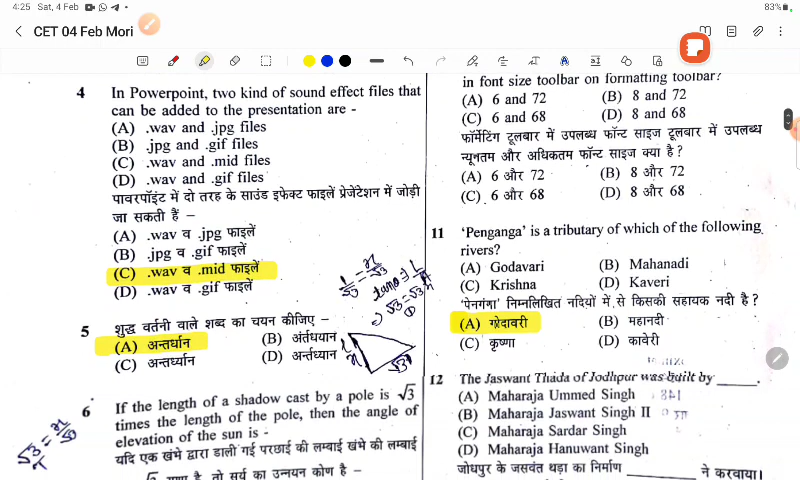 4:25 Sat, 4 Feb
83%
CET 04 Feb Mori
4 In Powerpoint, two kind of sound effect files that
can be added to the presentation are -
(A) .wav and .jpg files
(B) .jpg and .gif files
(C) .wav and .mid files
(D) .wav and .gif files
पावरपॉइंट में दो तरह के साउंड इफेक्ट फाइलें प्रेजेंटेशन में जोड़ी
जा सकती हैं –
(A) .wav व .jpg फाइलें
(B) .jpg व .gif फाइलें
(C) .wav व .mid फाइलें
(D) .wav व .gif फाइलें
5 शुद्ध वर्तनी वाले शब्द का चयन कीजिए –
(A) अन्तर्धान (B) अंर्तधयान
(C) अन्तर्ध्यान (D) अर्न्तध्यान
6 If the length of a shadow cast by a pole is √3
times the length of the pole, then the angle of
elevation of the sun is -
यदि एक खंभे द्वारा डाली गई परछाई की लम्बाई खंभे की लम्बाई
तो सूर्य का उन्नयन कोण है –
in font size toolbar on formatting toolbar?
(A) 6 and 72 (B) 8 and 72
(C) 6 and 68 (D) 8 and 68
फॉर्मेटिंग टूलबार में उपलब्ध फॉन्ट साइज टूलबार में उपलब्ध
न्यूनतम और अधिकतम फॉन्ट साइज क्या है?
(A) 6 और 72 (B) 8 और 72
(C) 6 और 68 (D) 8 और 68
11 'Penganga' is a tributary of which of the following
rivers?
(A) Godavari (B) Mahanadi
(C) Krishna (D) Kaveri
'पेनगंगा' निम्नलिखित नदियों में से किसकी सहायक नदी है?
(A) गोदावरी (B) महानदी
(C) कृष्णा (D) कावेरी
12 The Jaswant Thada of Jodhpur was built by ______.
(A) Maharaja Ummed Singh
(B) Maharaja Jaswant Singh II
(C) Maharaja Sardar Singh
(D) Maharaja Hanuwant Singh
जोधपुर के जसवंत थड़ा का निर्माण ______ ने करवाया।